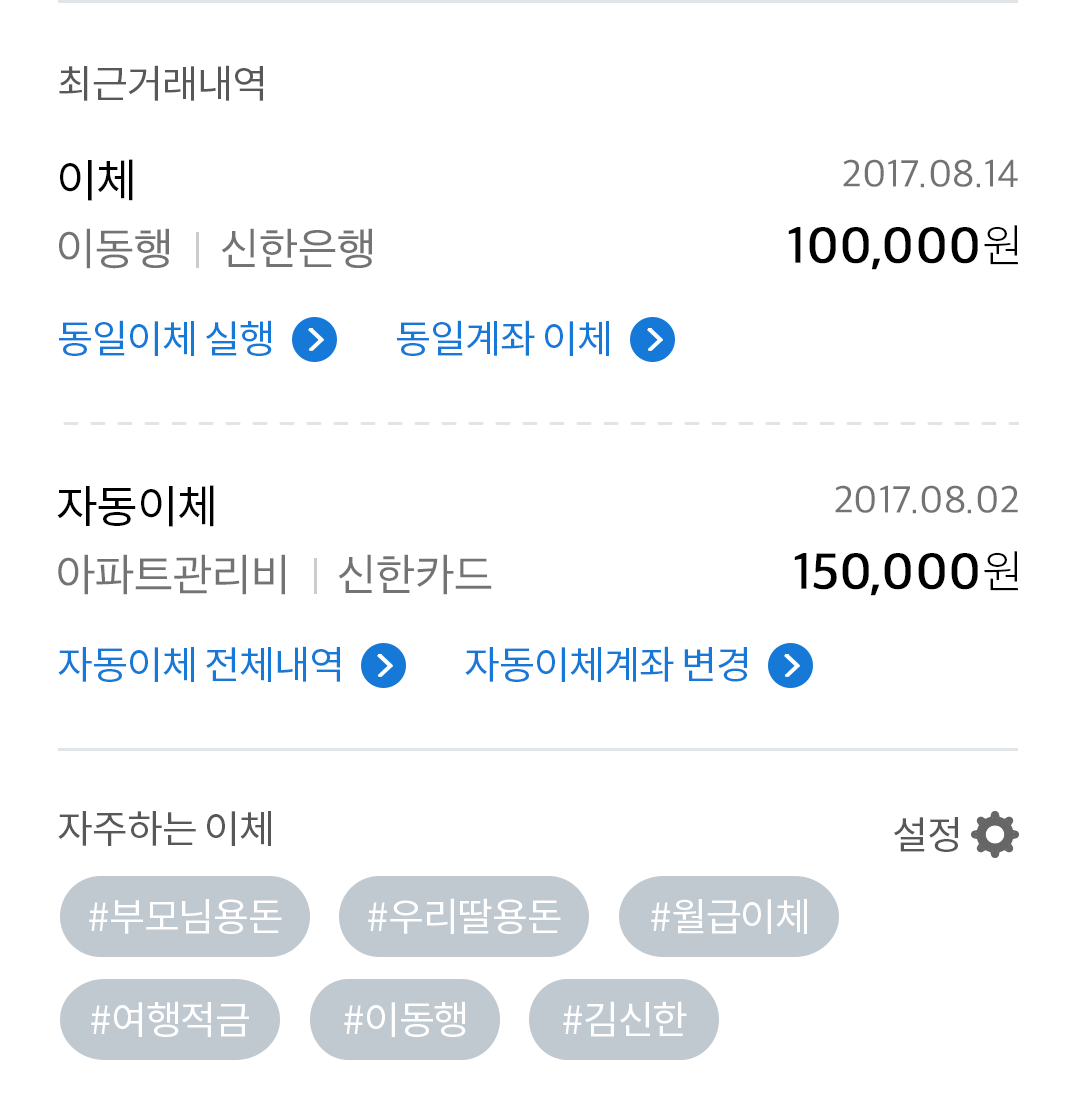 최근거래내역
이체 2017.08.14
이동행 | 신한은행 100,000원
동일이체 실행 동일계좌 이체
자동이체 2017.08.02
아파트관리비 | 신한카드 150,000원
자동이체 전체내역 자동이체계좌 변경
자주하는 이체 설정
#부모님용돈 #우리딸용돈 #월급이체
#여행적금 #이동행 #김신한